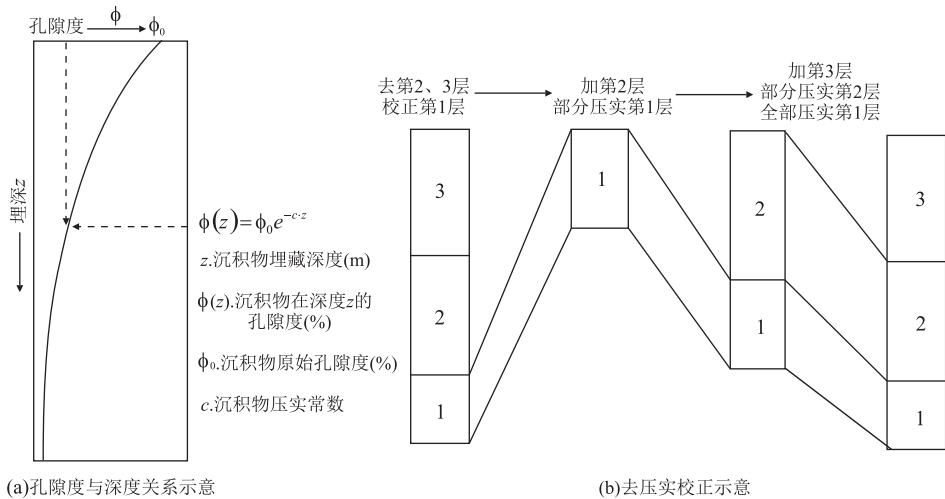 孔隙度 ϕ ϕ₀
埋深z
ϕ(z)=ϕ₀e^{-c·z}
z.沉积物埋藏深度(m)
ϕ(z).沉积物在深度z的
孔隙度(%)
ϕ₀.沉积物原始孔隙度(%)
c.沉积物压实常数
(a)孔隙度与深度关系示意
去第2、3层
校正第1层
加第2层
部分压实第1层
加第3层
部分压实第2层
全部压实第1层
3
2
1
1
2
1
3
2
1
(b)去压实校正示意